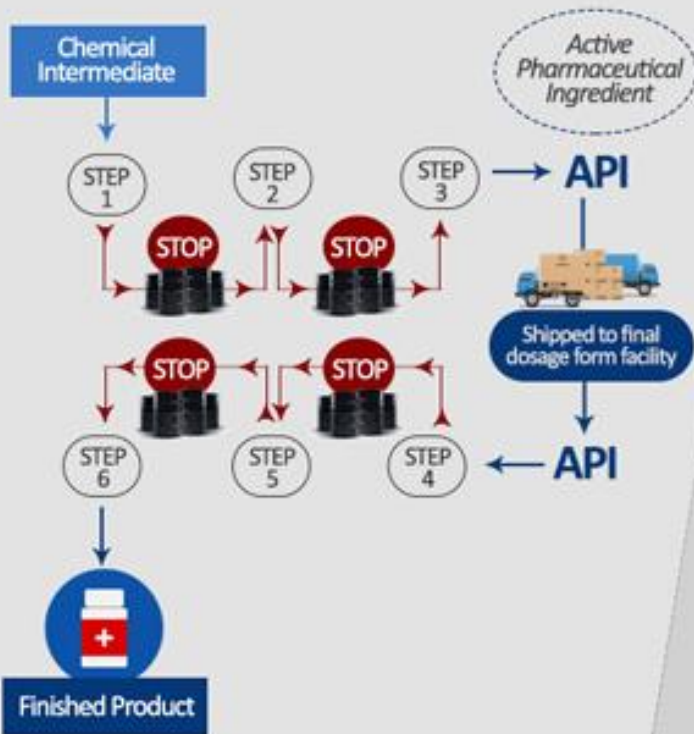 Chemical
Intermediate
Active
Pharmaceutical
Ingredient
STEP
1
STEP
2
STEP
3
API
STOP
STOP
Shipped to final
dosage form facility
STOP
STOP
STEP
6
STEP
5
STEP
4
API
Finished Product